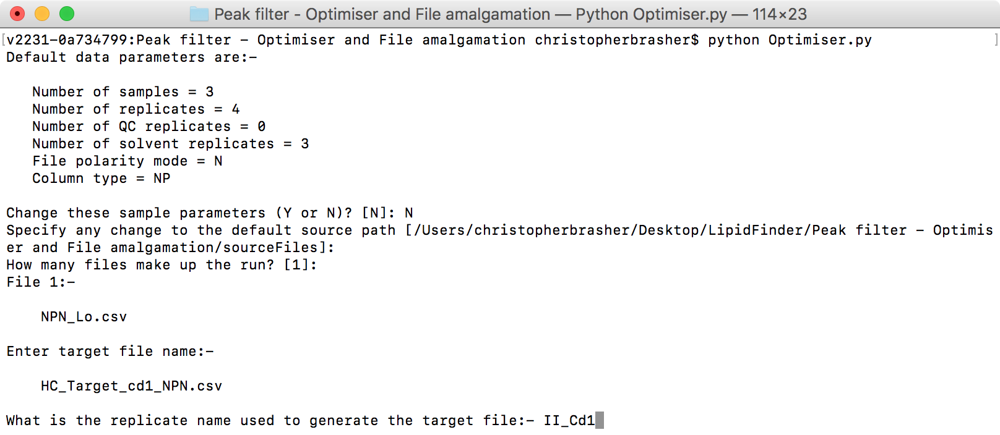 Peak filter - Optimiser and File amalgamation — Python Optimiser.py — 114×23
[v2231-0a734799:Peak filter - Optimiser and File amalgamation christopherbrasher$ python Optimiser.py ]
Default data parameters are:-
Number of samples = 3
Number of replicates = 4
Number of QC replicates = 0
Number of solvent replicates = 3
File polarity mode = N
Column type = NP
Change these sample parameters (Y or N)? [N]: N
Specify any change to the default source path [/Users/christopherbrasher/Desktop/LipidFinder/Peak filter - Optimis
er and File amalgamation/sourceFiles]:
How many files make up the run? [1]:
File 1:-
NPN_Lo.csv
Enter target file name:-
HC_Target_cd1_NPN.csv
What is the replicate name used to generate the target file:- II_Cd1